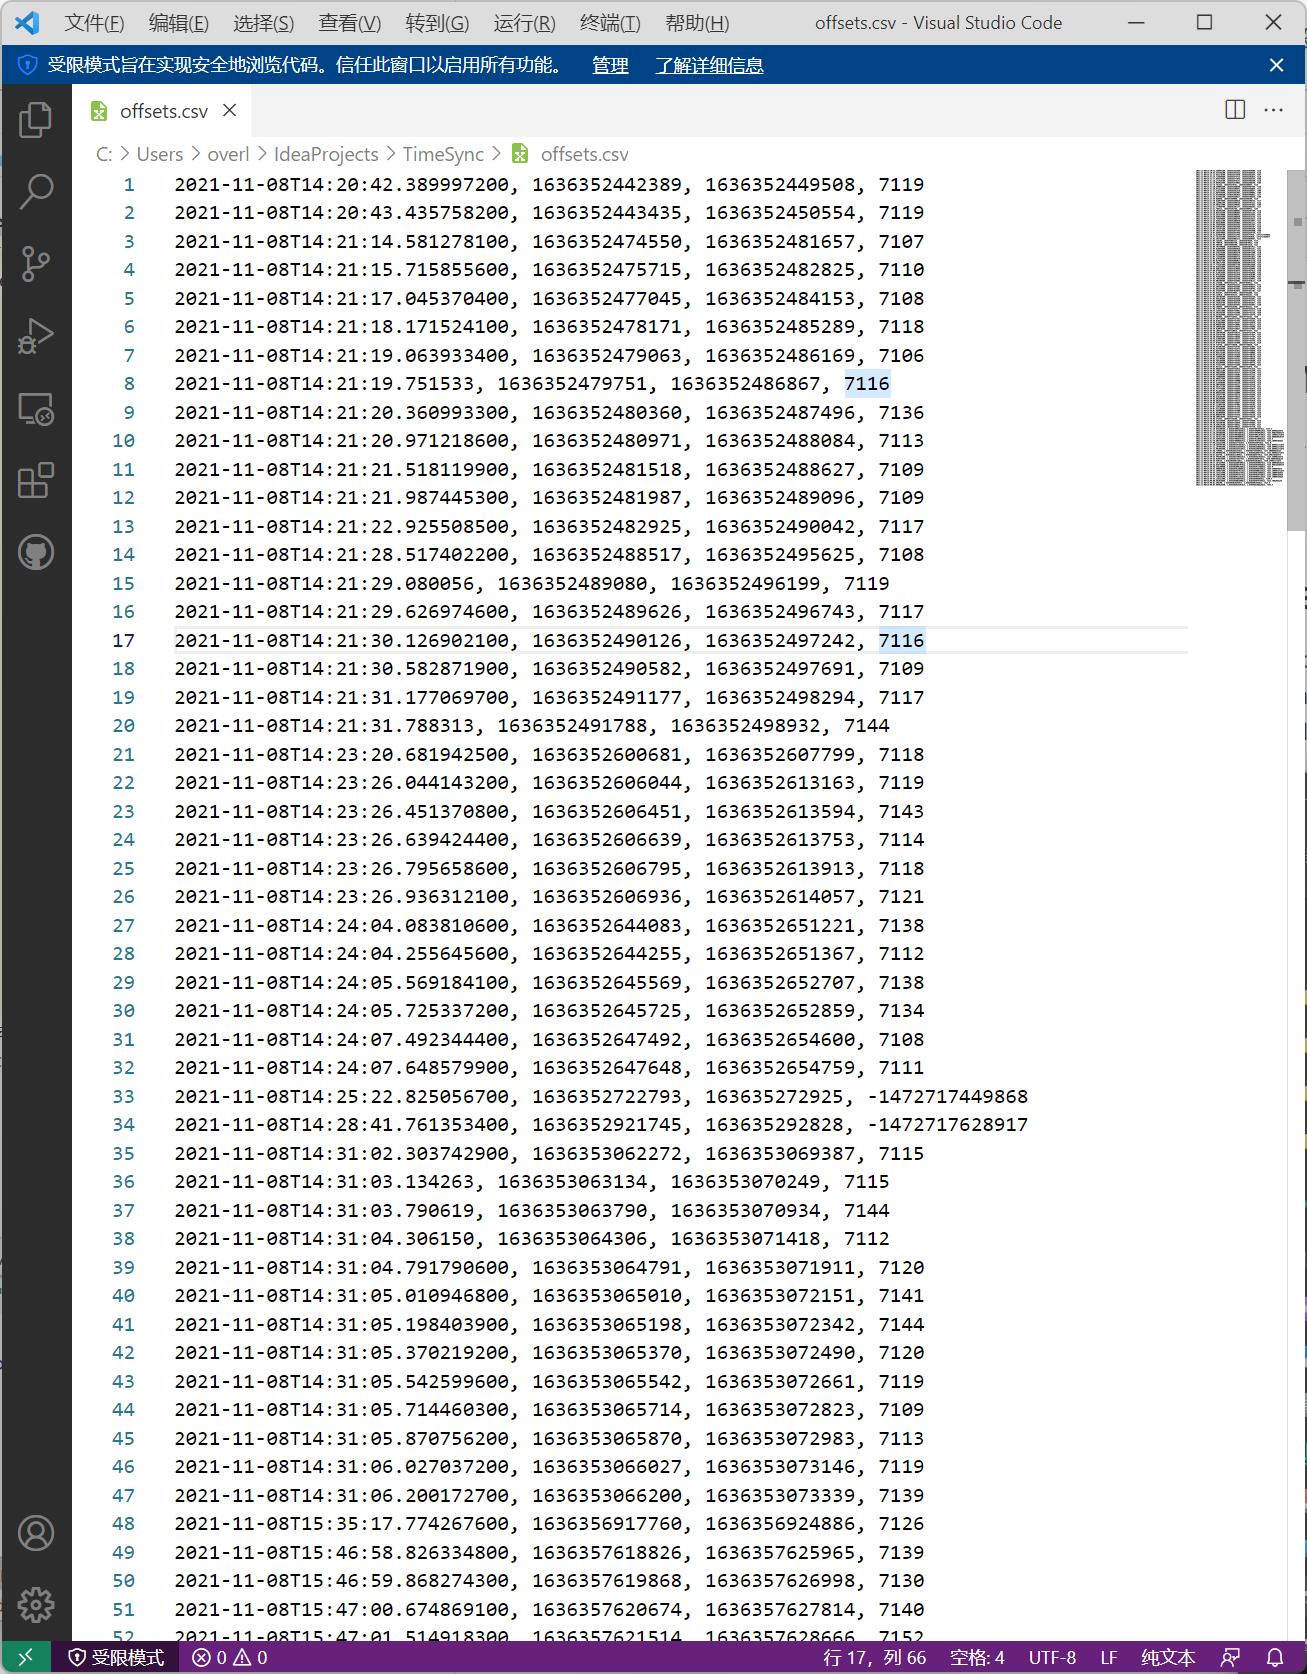 文件(F) 编辑(E) 选择(S) 查看(V) 转到(G) 运行(R) 终端(T) 帮助(H) offsets.csv - Visual Studio Code
受限模式旨在实现安全地浏览代码。信任此窗口以启用所有功能。 管理 了解详细信息
offsets.csv
C: > Users > overl > IdeaProjects > TimeSync > offsets.csv
1 2021-11-08T14:20:42.389997200, 1636352442389, 1636352449508, 7119
2 2021-11-08T14:20:43.435758200, 1636352443435, 1636352450554, 7119
3 2021-11-08T14:21:14.581278100, 1636352474550, 1636352481657, 7107
4 2021-11-08T14:21:15.715855600, 1636352475715, 1636352482825, 7110
5 2021-11-08T14:21:17.045370400, 1636352477045, 1636352484153, 7108
6 2021-11-08T14:21:18.171524100, 1636352478171, 1636352485289, 7118
7 2021-11-08T14:21:19.063933400, 1636352479063, 1636352486169, 7106
8 2021-11-08T14:21:19.751533, 1636352479751, 1636352486867, 7116
9 2021-11-08T14:21:20.360993300, 1636352480360, 1636352487496, 7136
10 2021-11-08T14:21:20.971218600, 1636352480971, 1636352488084, 7113
11 2021-11-08T14:21:21.518119900, 1636352481518, 1636352488627, 7109
12 2021-11-08T14:21:21.987445300, 1636352481987, 1636352489096, 7109
13 2021-11-08T14:21:22.925508500, 1636352482925, 1636352490042, 7117
14 2021-11-08T14:21:28.517402200, 1636352488517, 1636352495625, 7108
15 2021-11-08T14:21:29.080056, 1636352489080, 1636352496199, 7119
16 2021-11-08T14:21:29.626974600, 1636352489626, 1636352496743, 7117
17 2021-11-08T14:21:30.126902100, 1636352490126, 1636352497242, 7116
18 2021-11-08T14:21:30.582871900, 1636352490582, 1636352497691, 7109
19 2021-11-08T14:21:31.177069700, 1636352491177, 1636352498294, 7117
20 2021-11-08T14:21:31.788313, 1636352491788, 1636352498932, 7144
21 2021-11-08T14:23:20.681942500, 1636352600681, 1636352607799, 7118
22 2021-11-08T14:23:26.044143200, 1636352606044, 1636352613163, 7119
23 2021-11-08T14:23:26.451370800, 1636352606451, 1636352613594, 7143
24 2021-11-08T14:23:26.639424400, 1636352606639, 1636352613753, 7114
25 2021-11-08T14:23:26.795658600, 1636352606795, 1636352613913, 7118
26 2021-11-08T14:23:26.936312100, 1636352606936, 1636352614057, 7121
27 2021-11-08T14:24:04.083810600, 1636352644083, 1636352651221, 7138
28 2021-11-08T14:24:04.255645600, 1636352644255, 1636352651367, 7112
29 2021-11-08T14:24:05.569184100, 1636352645569, 1636352652707, 7138
30 2021-11-08T14:24:05.725337200, 1636352645725, 1636352652859, 7134
31 2021-11-08T14:24:07.492344400, 1636352647492, 1636352654600, 7108
32 2021-11-08T14:24:07.648579900, 1636352647648, 1636352654759, 7111
33 2021-11-08T14:25:22.825056700, 1636352722793, 163635272925, -1472717449868
34 2021-11-08T14:28:41.761353400, 1636352921745, 163635292828, -1472717628917
35 2021-11-08T14:31:02.303742900, 1636353062272, 1636353069387, 7115
36 2021-11-08T14:31:03.134263, 1636353063134, 1636353070249, 7115
37 2021-11-08T14:31:03.790619, 1636353063790, 1636353070934, 7144
38 2021-11-08T14:31:04.306150, 1636353064306, 1636353071418, 7112
39 2021-11-08T14:31:04.791790600, 1636353064791, 1636353071911, 7120
40 2021-11-08T14:31:05.010946800, 1636353065010, 1636353072151, 7141
41 2021-11-08T14:31:05.198403900, 1636353065198, 1636353072342, 7144
42 2021-11-08T14:31:05.370219200, 1636353065370, 1636353072490, 7120
43 2021-11-08T14:31:05.542599600, 1636353065542, 1636353072661, 7119
44 2021-11-08T14:31:05.714460300, 1636353065714, 1636353072823, 7109
45 2021-11-08T14:31:05.870756200, 1636353065870, 1636353072983, 7113
46 2021-11-08T14:31:06.027037200, 1636353066027, 1636353073146, 7119
47 2021-11-08T14:31:06.200172700, 1636353066200, 1636353073339, 7139
48 2021-11-08T15:35:17.774267600, 1636356917760, 1636356924886, 7126
49 2021-11-08T15:46:58.826334800, 1636357618826, 1636357625965, 7139
50 2021-11-08T15:46:59.868274300, 1636357619868, 1636357626998, 7130
51 2021-11-08T15:47:00.674869100, 1636357620674, 1636357627814, 7140
52 2021-11-08T15:47:01.514918300, 1636357621514, 1636357628666, 7152
受限模式 0 0 行 17, 列 66 空格: 4 UTF-8 LF 纯文本